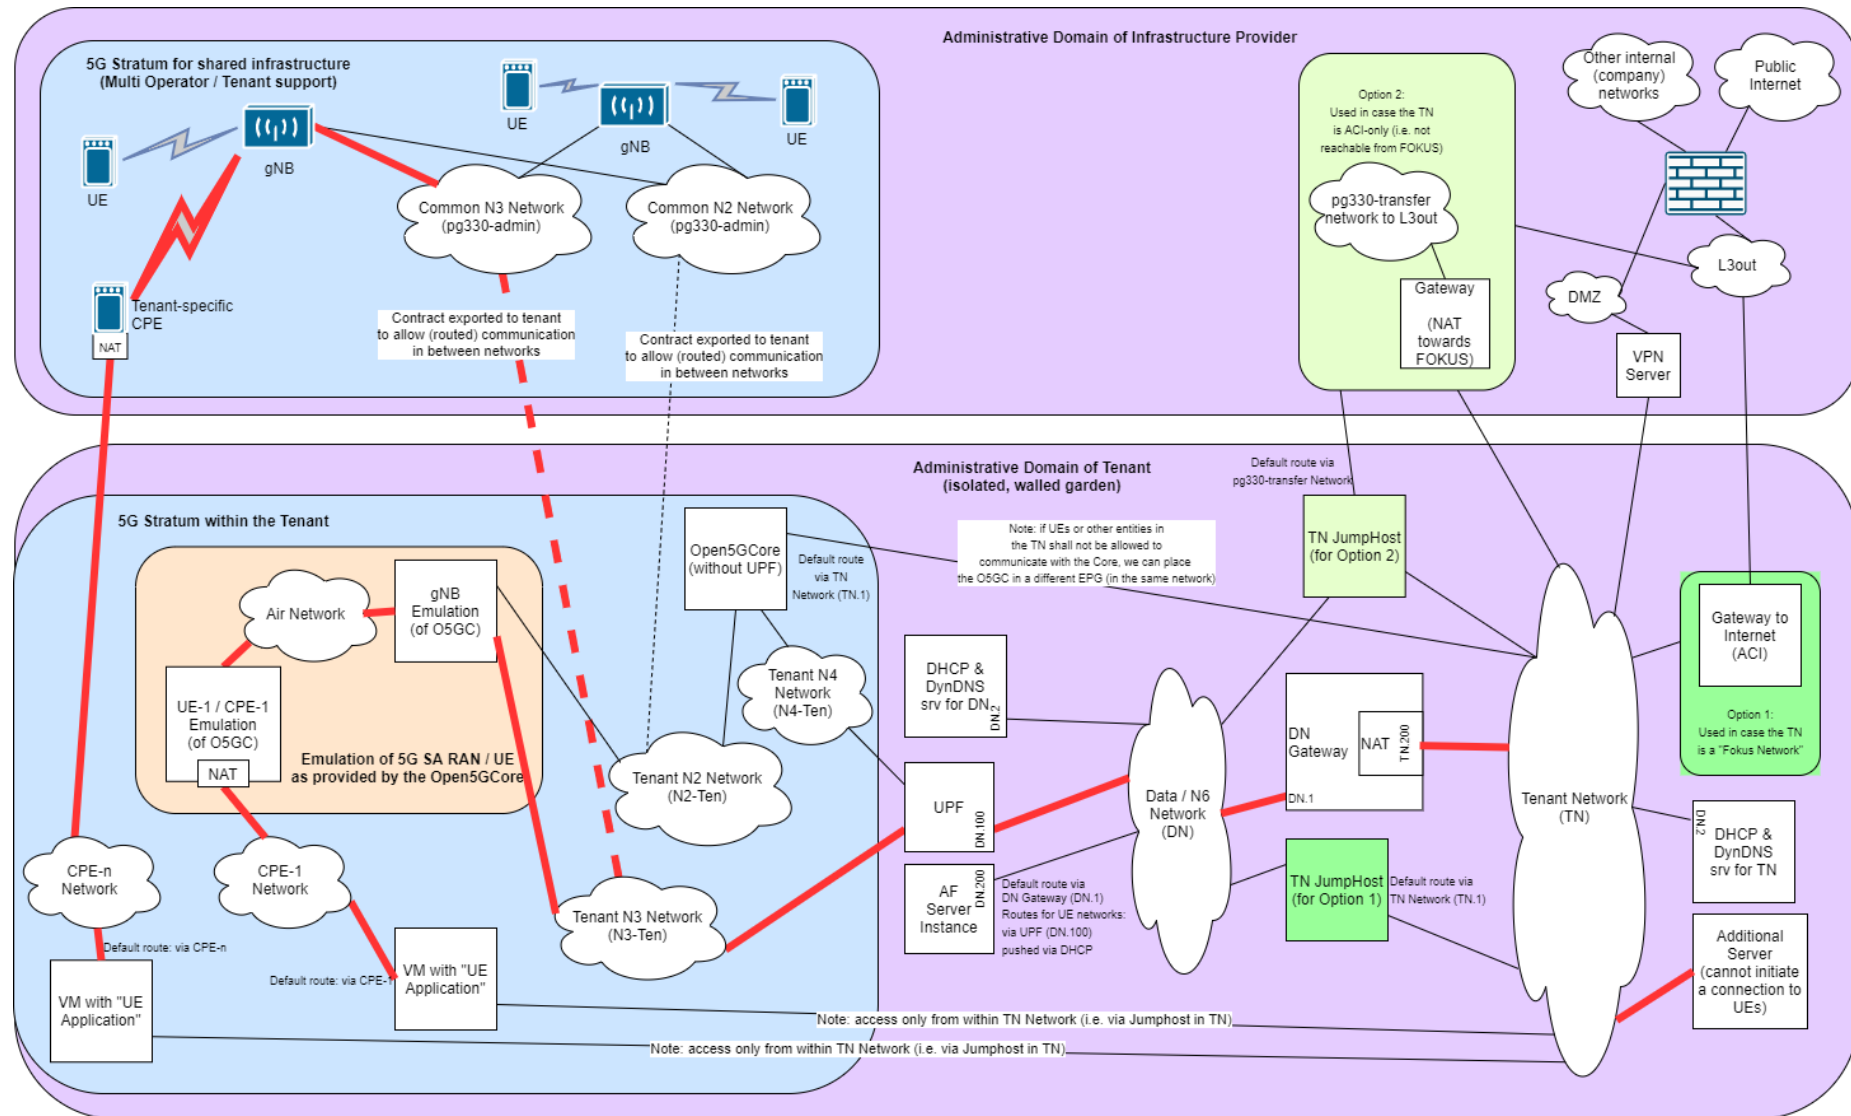 Administrative Domain of Infrastructure Provider
5G Stratum for shared infrastructure
(Multi Operator / Tenant support)
UE
gNB
UE
gNB
UE
Common N3 Network
(pg330-admin)
Common N2 Network
(pg330-admin)
Tenant-specific
CPE
NAT
Contract exported to tenant
to allow (routed) communication
in between networks
Contract exported to tenant
to allow (routed) communication
in between networks
Option 2:
Used in case the TN
is ACI-only (i.e. not
reachable from FOKUS)
pg330-transfer
network to L3out
Gateway
(NAT
towards
FOKUS)
Other internal
(company)
networks
Public
Internet
L3out
DMZ
VPN
Server
Administrative Domain of Tenant
(isolated, walled garden)
5G Stratum within the Tenant
Air Network
gNB
Emulation
(of O5GC)
UE-1 / CPE-1
Emulation
(of O5GC)
NAT
Emulation of 5G SA RAN / UE
as provided by the Open5GCore
Open5GCore
(without UPF)
Default route
via TN
Network (TN.1)
Tenant N4
Network
(N4-Ten)
Tenant N2 Network
(N2-Ten)
Tenant N3 Network
(N3-Ten)
CPE-n
Network
CPE-1
Network
Default route: via CPE-n
Default route: via CPE-1
VM with "UE
Application"
VM with "UE
Application"
Note: access only from within TN Network (i.e. via Jumphost in TN)
Note: access only from within TN Network (i.e. via Jumphost in TN)
Note: if UEs or other entities in
the TN shall not be allowed to
communicate with the Core, we can place
the O5GC in a different EPG (in the same network)
DHCP &
DynDNS
srv for DN
DN.2
UPF
DN.100
AF
Server
Instance
DN.200
Default route via
DN Gateway (DN.1)
Routes for UE networks:
via UPF (DN.100)
pushed via DHCP
Data / N6
Network
(DN)
Default route via
pg330-transfer Network
TN JumpHost
(for Option 2)
DN
Gateway
NAT
TN.200
DN.1
TN JumpHost
(for Option 1)
Default route via
TN Network (TN.1)
Tenant Network
(TN)
Gateway to
Internet
(ACI)
Option 1:
Used in case the TN
is a "Fokus Network"
DN.2
DHCP &
DynDNS
srv for TN
Additional
Server
(cannot initiate
a connection to
UEs)